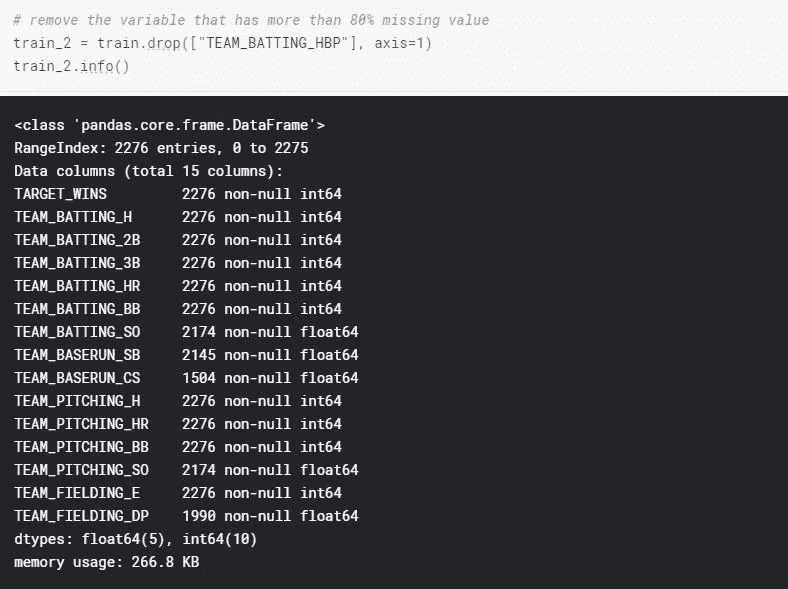 # remove the variable that has more than 80% missing value
train_2 = train.drop(["TEAM_BATTING_HBP"], axis=1)
train_2.info()
<class 'pandas.core.frame.DataFrame'>
RangeIndex: 2276 entries, 0 to 2275
Data columns (total 15 columns):
TARGET_WINS         2276 non-null int64
TEAM_BATTING_H      2276 non-null int64
TEAM_BATTING_2B     2276 non-null int64
TEAM_BATTING_3B     2276 non-null int64
TEAM_BATTING_HR     2276 non-null int64
TEAM_BATTING_BB     2276 non-null int64
TEAM_BATTING_SO     2174 non-null float64
TEAM_BASERUN_SB     2145 non-null float64
TEAM_BASERUN_CS     1504 non-null float64
TEAM_PITCHING_H     2276 non-null int64
TEAM_PITCHING_HR    2276 non-null int64
TEAM_PITCHING_BB    2276 non-null int64
TEAM_PITCHING_SO    2174 non-null float64
TEAM_FIELDING_E     2276 non-null int64
TEAM_FIELDING_DP    1990 non-null float64
dtypes: float64(5), int64(10)
memory usage: 266.8 KB